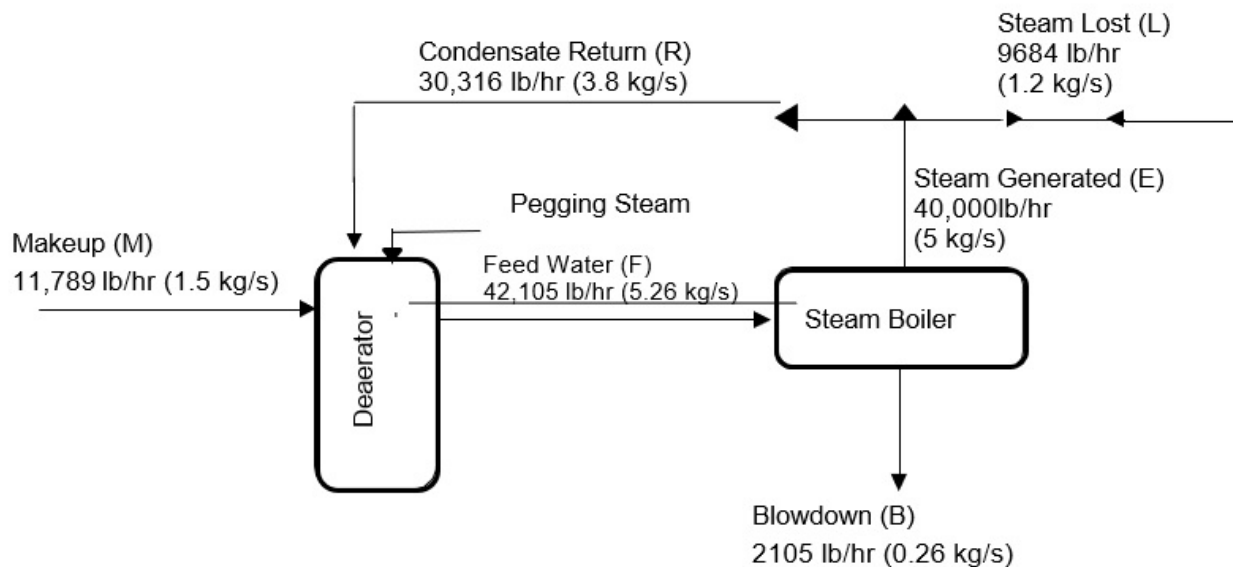 Steam Lost (L)
9684 lb/hr
(1.2 kg/s)
Condensate Return (R)
30,316 lb/hr (3.8 kg/s)
Steam Generated (E)
40,000lb/hr
(5 kg/s)
Pegging Steam
Makeup (M)
11,789 lb/hr (1.5 kg/s)
Feed Water (F)
42,105 lb/hr (5.26 kg/s)
Deaerator
Steam Boiler
Blowdown (B)
2105 lb/hr (0.26 kg/s)